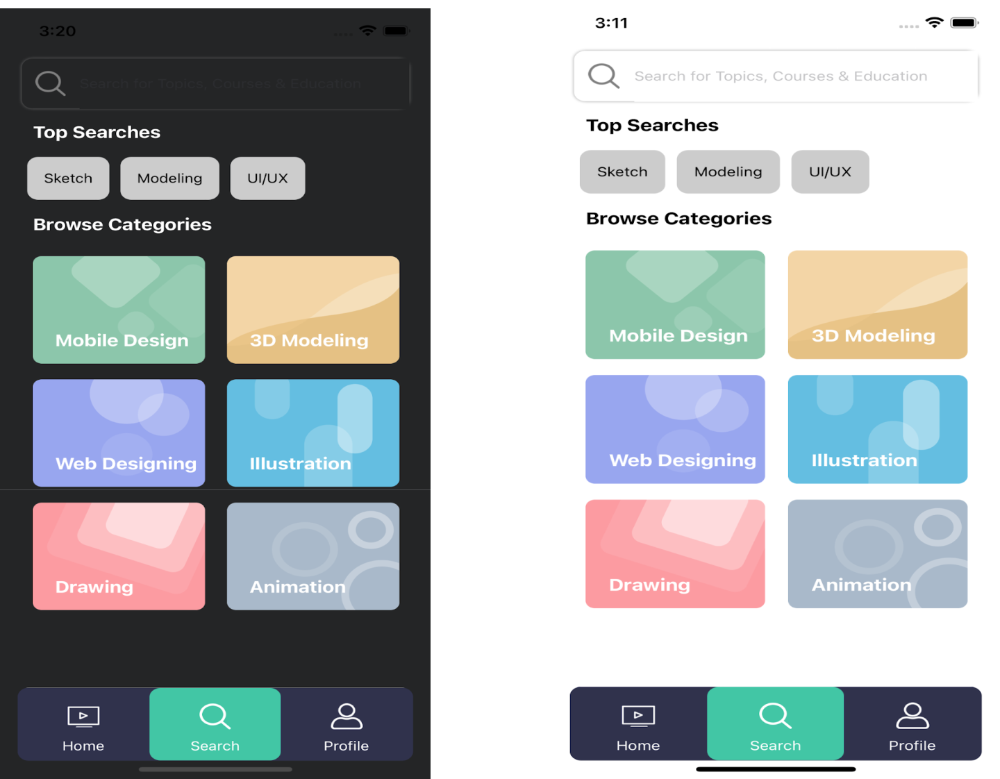 3:20
Search for Topics, Courses & Education
Top Searches
Sketch Modeling UI/UX
Browse Categories
Mobile Design 3D Modeling
Web Designing Illustration
Drawing Animation
Home Search Profile
3:11
Search for Topics, Courses & Education
Top Searches
Sketch Modeling UI/UX
Browse Categories
Mobile Design 3D Modeling
Web Designing Illustration
Drawing Animation
Home Search Profile